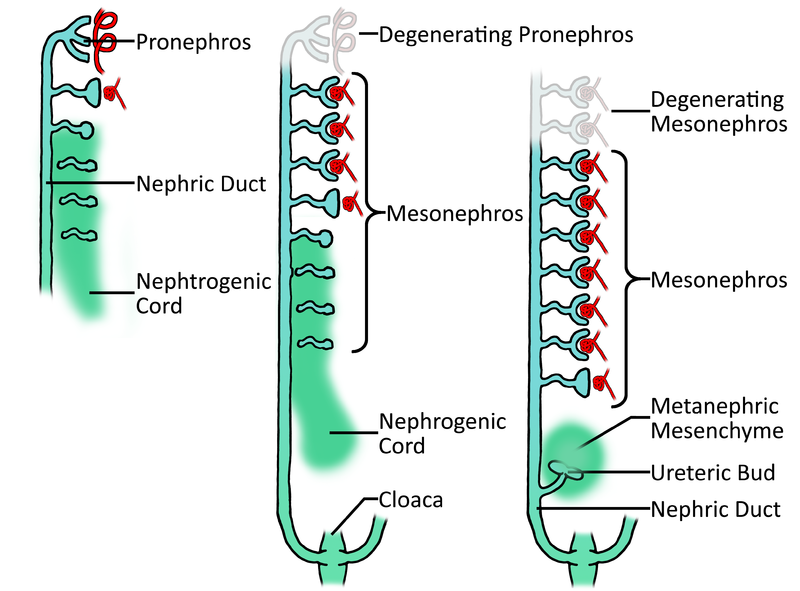 Pronephros
Nephric Duct
Nephtrogenic
Cord
Degenerating Pronephros
Mesonephros
Nephrogenic
Cord
Cloaca
Degenerating
Mesonephros
Mesonephros
Metanephric
Mesenchyme
Ureteric Bud
Nephric Duct